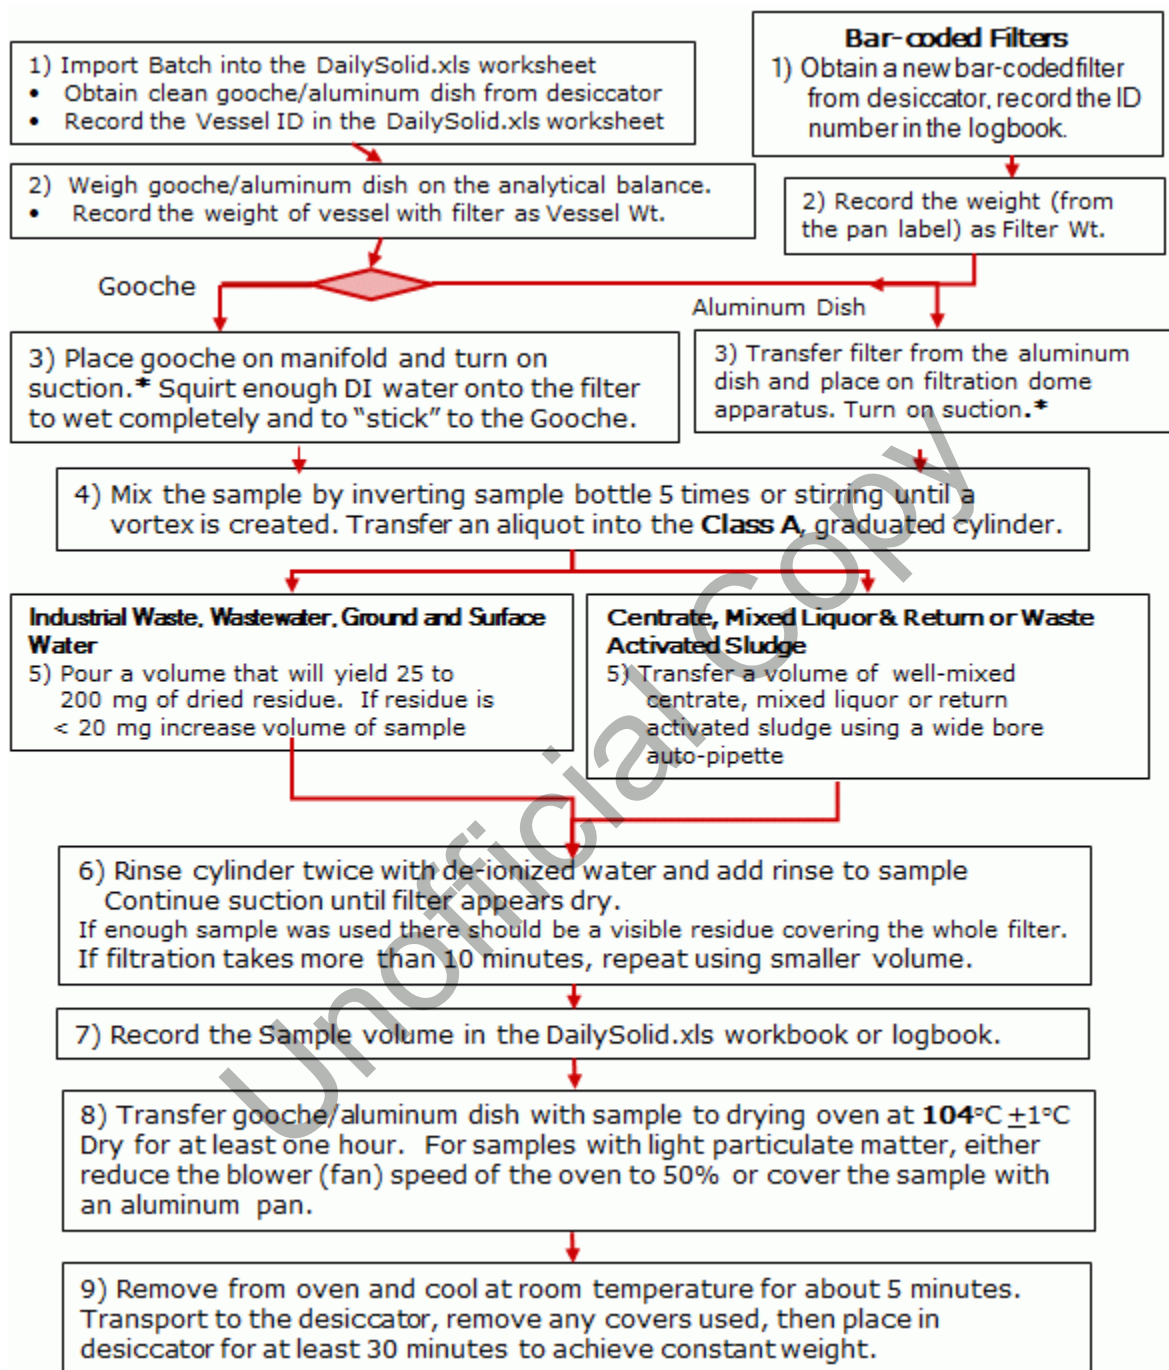 1) Import Batch into the DailySolid.xls worksheet
• Obtain clean gooche/aluminum dish from desiccator
• Record the Vessel ID in the DailySolid.xls worksheet
Bar-coded Filters
1) Obtain a new bar-coded filter
from desiccator, record the ID
number in the logbook.
2) Weigh gooche/aluminum dish on the analytical balance.
• Record the weight of vessel with filter as Vessel Wt.
2) Record the weight (from
the pan label) as Filter Wt.
Gooche
Aluminum Dish
3) Place gooche on manifold and turn on
suction.* Squirt enough DI water onto the filter
to wet completely and to “stick” to the Gooche.
3) Transfer filter from the aluminum
dish and place on filtration dome
apparatus. Turn on suction.*
4) Mix the sample by inverting sample bottle 5 times or stirring until a
vortex is created. Transfer an aliquot into the Class A, graduated cylinder.
Industrial Waste, Wastewater, Ground and Surface
Water
5) Pour a volume that will yield 25 to
200 mg of dried residue. If residue is
< 20 mg increase volume of sample
Centrate, Mixed Liquor & Return or Waste
Activated Sludge
5) Transfer a volume of well-mixed
centrate, mixed liquor or return
activated sludge using a wide bore
auto-pipette
6) Rinse cylinder twice with de-ionized water and add rinse to sample
Continue suction until filter appears dry.
If enough sample was used there should be a visible residue covering the whole filter.
If filtration takes more than 10 minutes, repeat using smaller volume.
7) Record the Sample volume in the DailySolid.xls workbook or logbook.
8) Transfer gooche/aluminum dish with sample to drying oven at 104°C ±1°C
Dry for at least one hour. For samples with light particulate matter, either
reduce the blower (fan) speed of the oven to 50% or cover the sample with
an aluminum pan.
9) Remove from oven and cool at room temperature for about 5 minutes.
Transport to the desiccator, remove any covers used, then place in
desiccator for at least 30 minutes to achieve constant weight.
Unofficial Copy